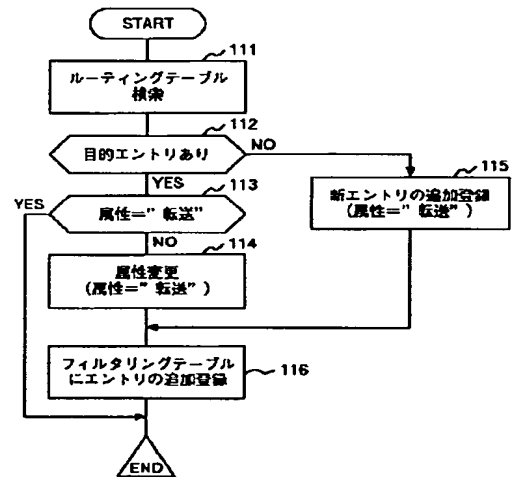 START
111
ルーティングテーブル
検索
112
目的エントリあり
NO
YES
113
YES
属性=”転送”
115
新エントリの追加登録
(属性=”転送”)
NO
114
属性変更
(属性=”転送”)
フィルタリングテーブル
にエントリの追加登録
116
END